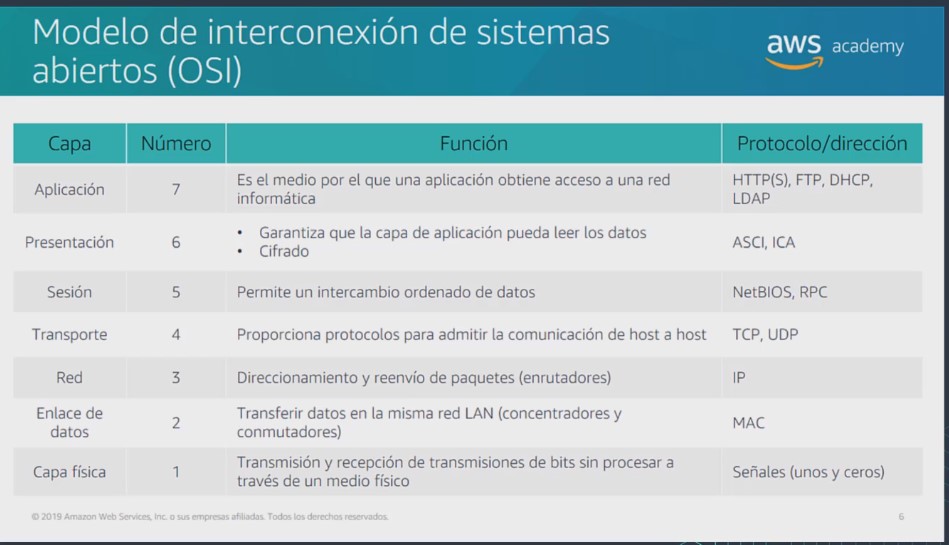 Modelo de interconexión de sistemas
abiertos (OSI)
aws academy
Capa Número Función Protocolo/dirección
Aplicación 7 Es el medio por el que una aplicación obtiene acceso a una red
informática
HTTP(S), FTP, DHCP,
LDAP
Presentación 6 • Garantiza que la capa de aplicación pueda leer los datos
• Cifrado
ASCI, ICA
Sesión 5 Permite un intercambio ordenado de datos NetBIOS, RPC
Transporte 4 Proporciona protocolos para admitir la comunicación de host a host TCP, UDP
Red 3 Direccionamiento y reenvío de paquetes (enrutadores) IP
Enlace de
datos
2 Transferir datos en la misma red LAN (concentradores y
conmutadores)
MAC
Capa física 1 Transmisión y recepción de transmisiones de bits sin procesar a
través de un medio físico
Señales (unos y ceros)
© 2019 Amazon Web Services, Inc. o sus empresas afiliadas. Todos los derechos reservados. 6